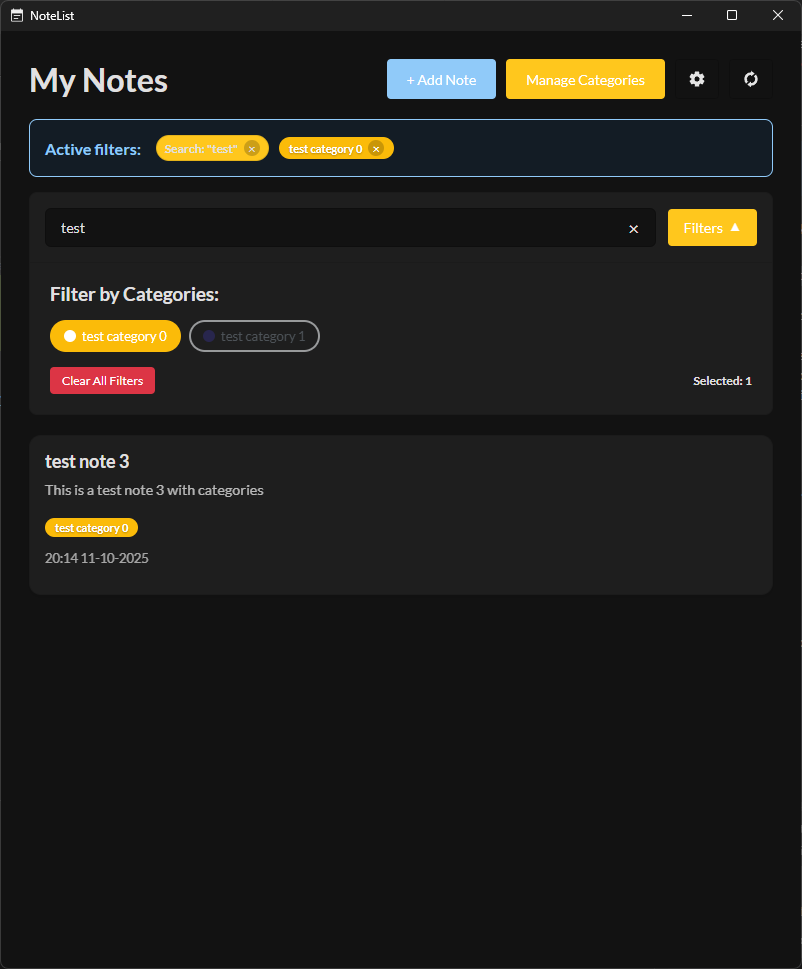 NoteList
My Notes
+ Add Note
Manage Categories
Active filters:
Search: "test" ×
test category 0 ×
test
×
Filters ▲
Filter by Categories:
test category 0
test category 1
Clear All Filters
Selected: 1
test note 3
This is a test note 3 with categories
test category 0
20:14 11-10-2025